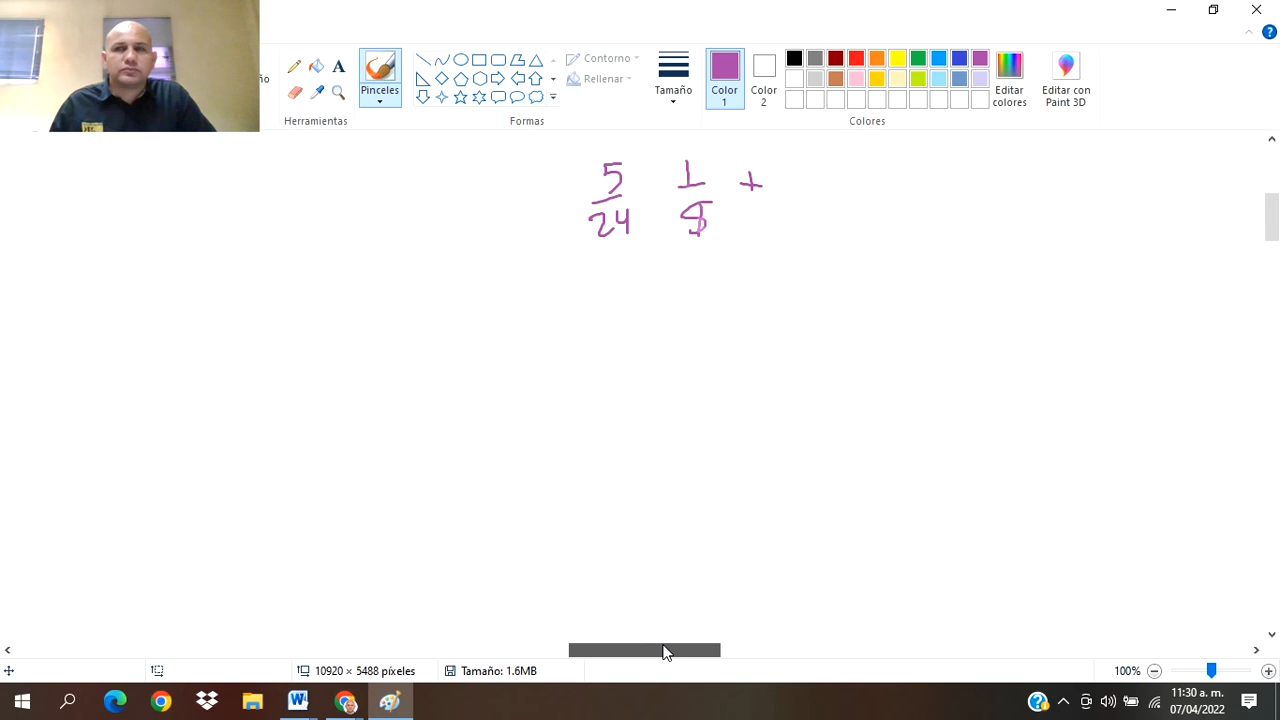 Contorno
Rellenar
Pinceles
Tamaño
Color 1
Color 2
Editar colores
Editar con Paint 3D
Herramientas
Formas
Colores
5 1 +
24
10920 × 5488 píxeles
Tamaño: 1.6MB
100%
11:30 a. m.
07/04/2022